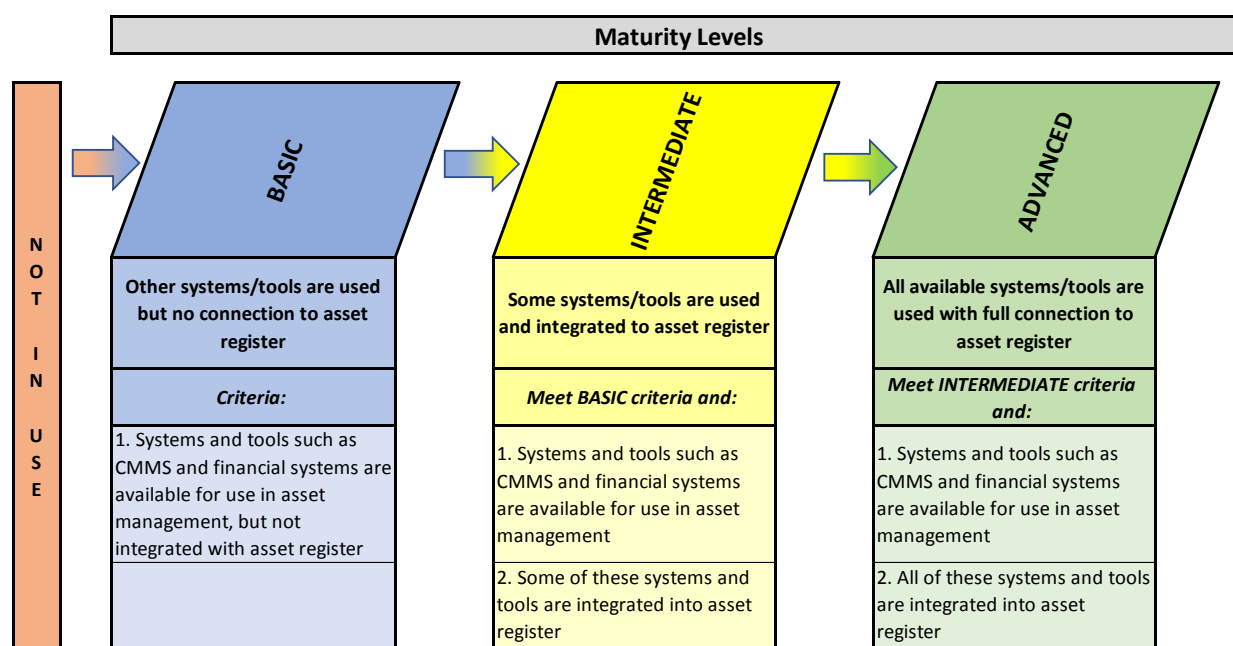 Maturity Levels
NOT IN USE
BASIC
Other systems/tools are used
but no connection to asset
register
Criteria:
1. Systems and tools such as
CMMS and financial systems are
available for use in asset
management, but not
integrated with asset register
INTERMEDIATE
Some systems/tools are used
and integrated to asset register
Meet BASIC criteria and:
1. Systems and tools such as
CMMS and financial systems
are available for use in asset
management
2. Some of these systems and
tools are integrated into asset
register
ADVANCED
All available systems/tools are
used with full connection to
asset register
Meet INTERMEDIATE criteria
and:
1. Systems and tools such as
CMMS and financial systems
are available for use in asset
management
2. All of these systems and tools
are integrated into asset
register